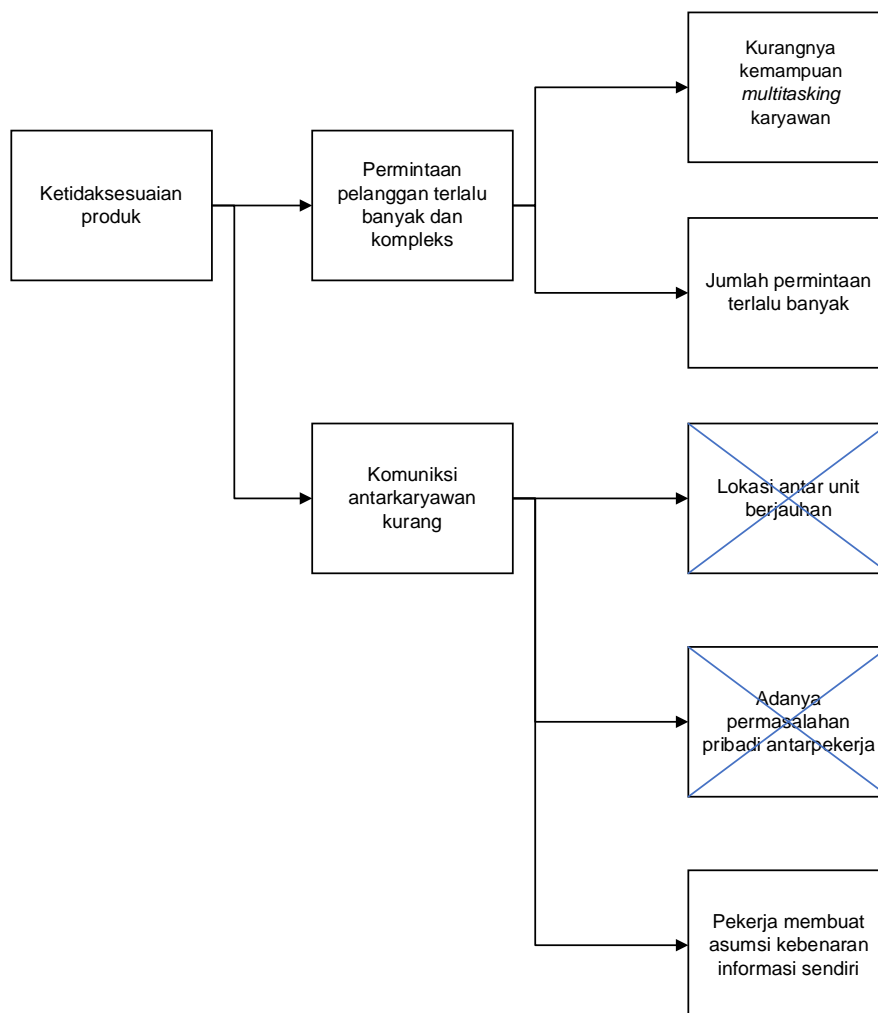 Kurangnya
kemampuan
multitasking
karyawan
Ketidaksesuaian
produk
Permintaan
pelanggan terlalu
banyak dan
kompleks
Jumlah permintaan
terlalu banyak
Komuniksi
antarkaryawan
kurang
Lokasi antar unit
berjauhan
Adanya
permasalahan
pribadi antarpekerja
Pekerja membuat
asumsi kebenaran
informasi sendiri